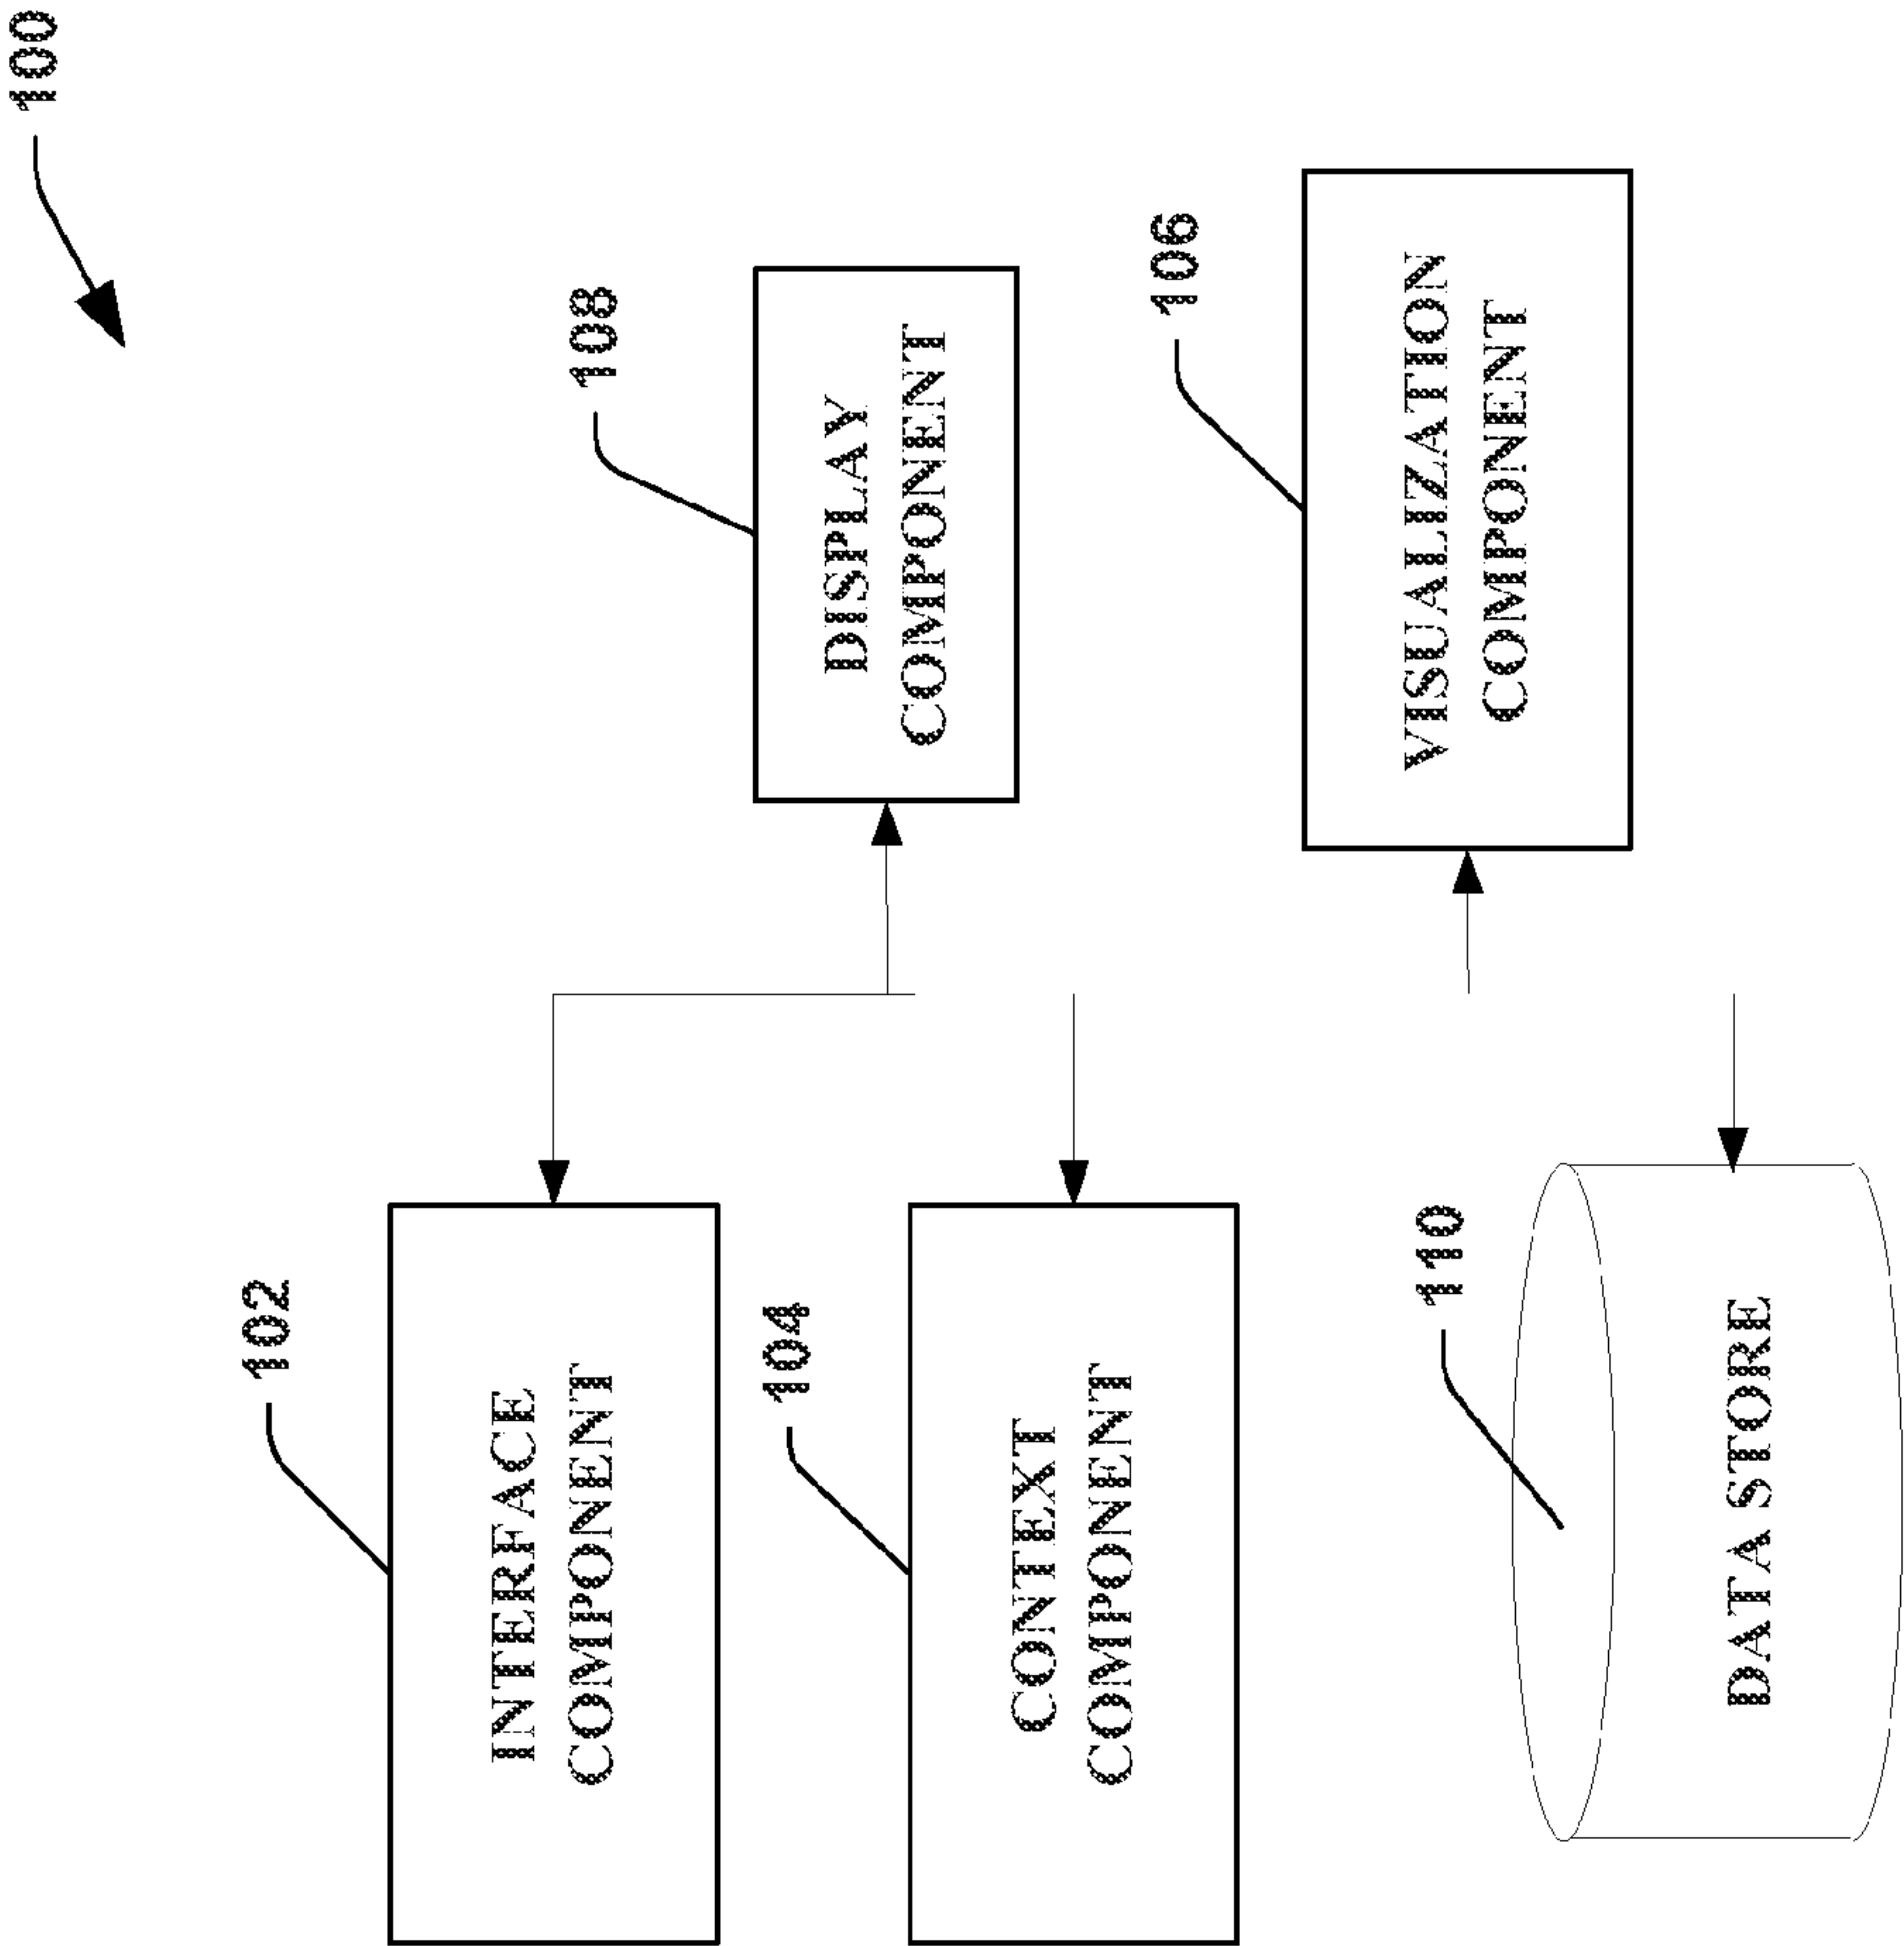 100
102
INTERFACE
COMPONENT
108
DISPLAY
COMPONENT
104
CONTEXT
COMPONENT
106
VISUALIZATION
COMPONENT
110
DATA STORE